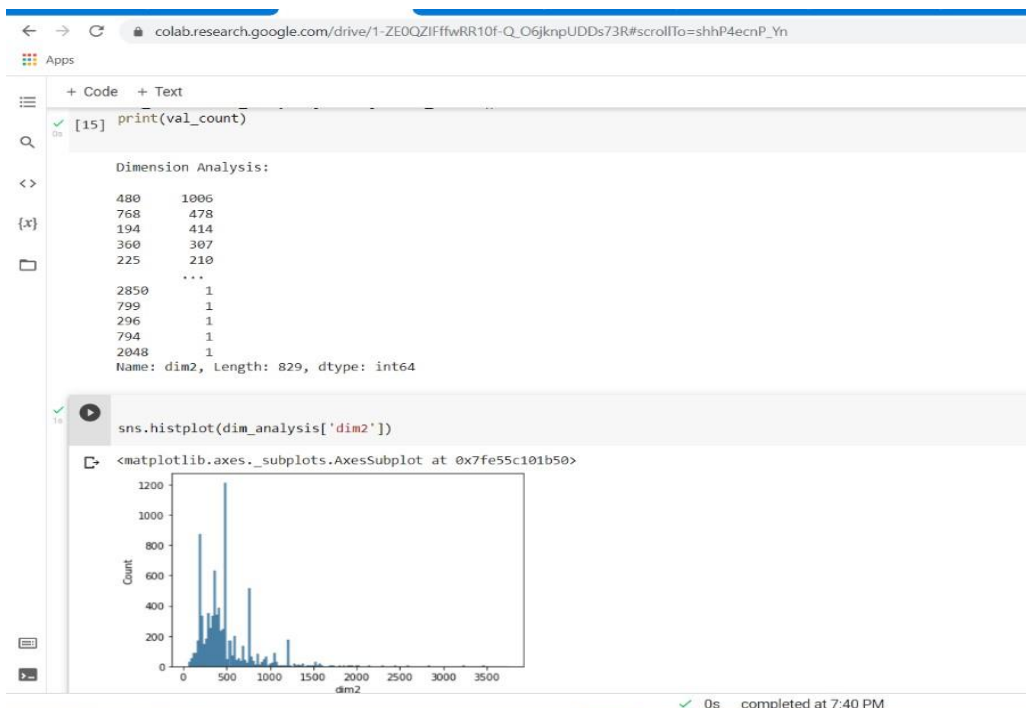 colab.research.google.com/drive/1-ZE0QZIFffwRR10f-Q_O6jknpUDDs73R#scrollTo=shhP4ecnP_Yn
Apps
+ Code + Text
[15] print(val_count)
0s
Dimension Analysis:
480 1006
768 478
194 414
360 307
225 210
...
2850 1
799 1
296 1
794 1
2048 1
Name: dim2, Length: 829, dtype: int64
1s
sns.histplot(dim_analysis['dim2'])
<matplotlib.axes._subplots.AxesSubplot at 0x7fe55c101b50>
1200
1000
800
600
400
200
0
Count
0 500 1000 1500 2000 2500 3000 3500
dim2
0s completed at 7:40 PM